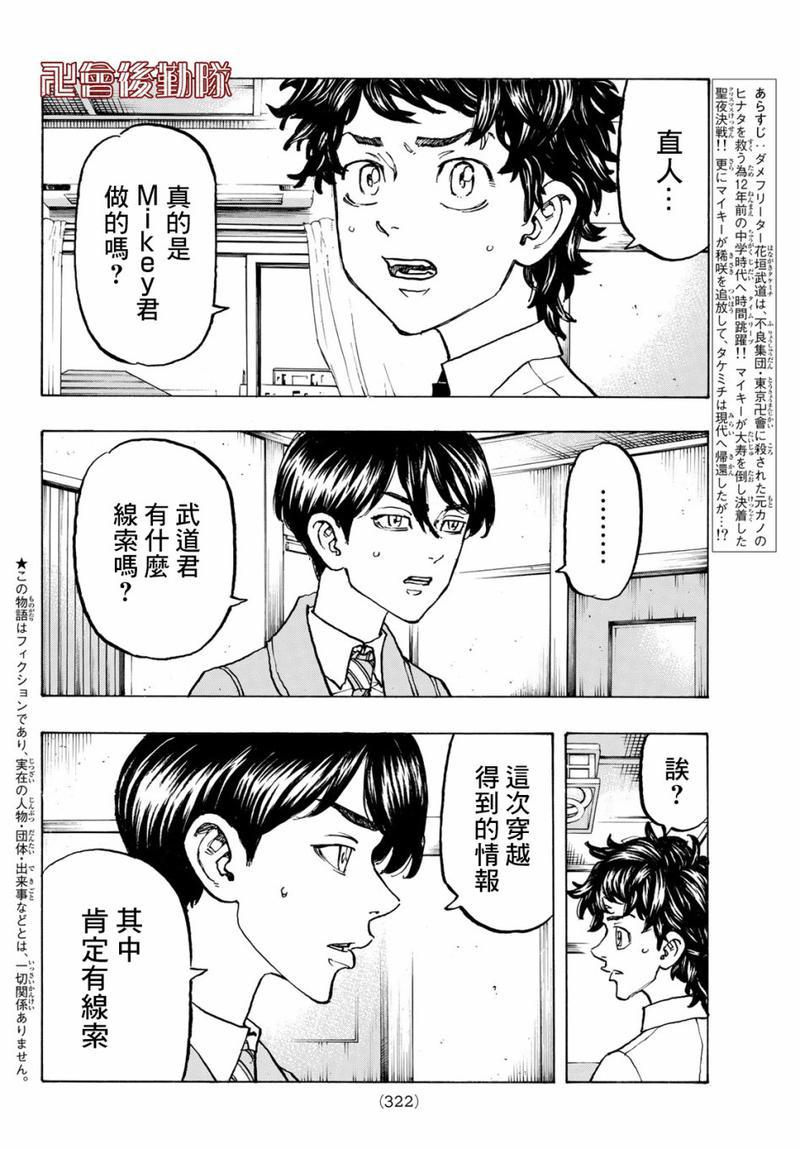 卍會後勤隊
あらすじ：ダメフリーター花垣武道は、不良集団・東京卍會に殺された元カノの
ヒナタを救う為12年前の中学時代へ時間跳躍!! マイキーが大寿を倒し決着した
聖夜決戦!! 更にマイキーが稀咲を追放して、タケミチは現代へ帰還したが…!?
直人…
真的是
Mikey君
做的嗎？
………
武道君
有什麼
線索嗎？
誒？
這次穿越
得到的情報
其中
肯定有線索
★この物語はフィクションであり、実在の人物・団体・出来事などとは、一切関係ありません。
(322)